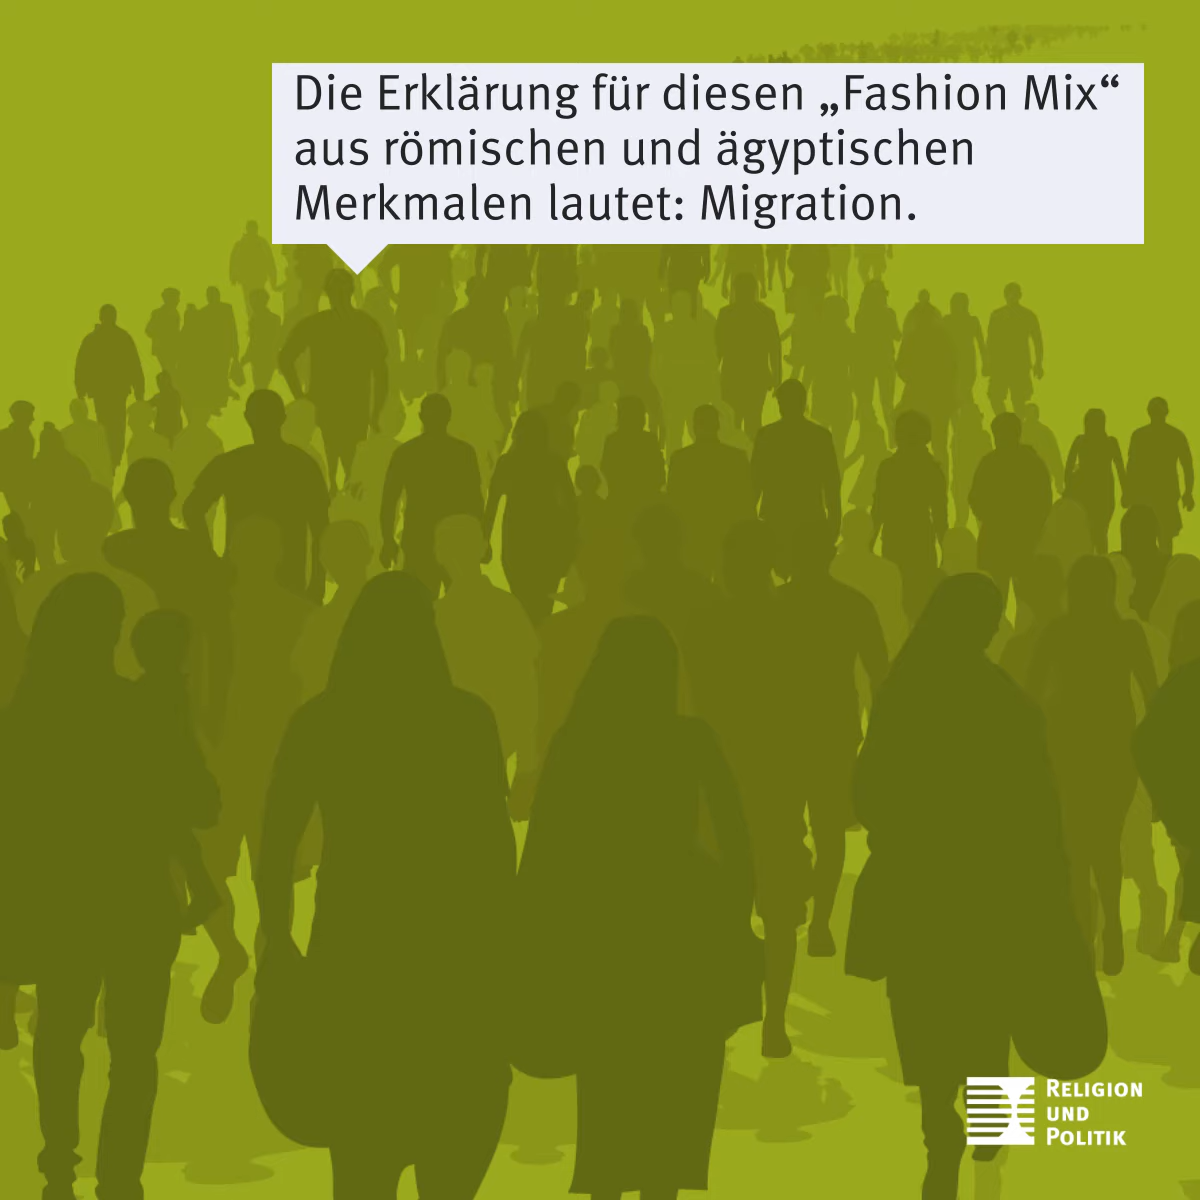 Die Erklärung für diesen „Fashion Mix“
aus römischen und ägyptischen
Merkmalen lautet: Migration.
Religion
und
Politik